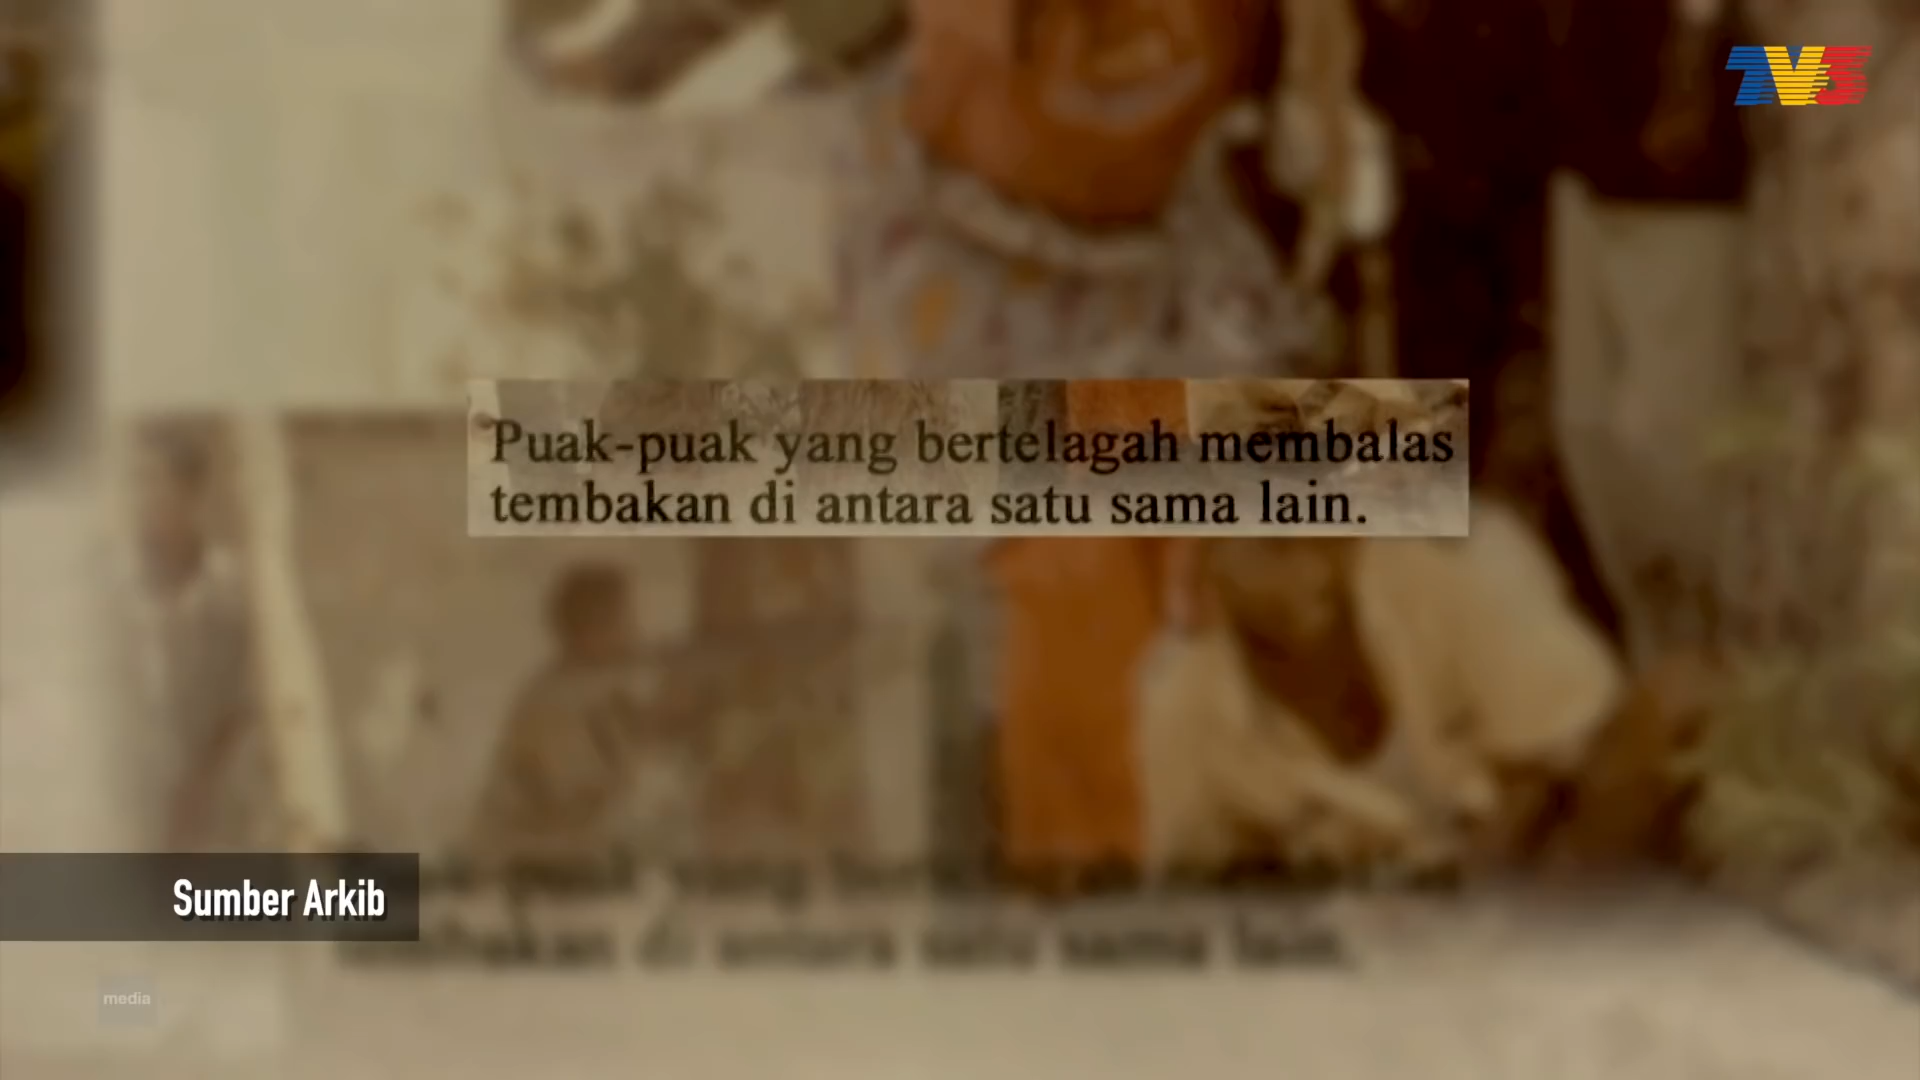 TV3
Puak-puak yang bertelagah membalas
tembakan di antara satu sama lain.
Sumber Arkib
media